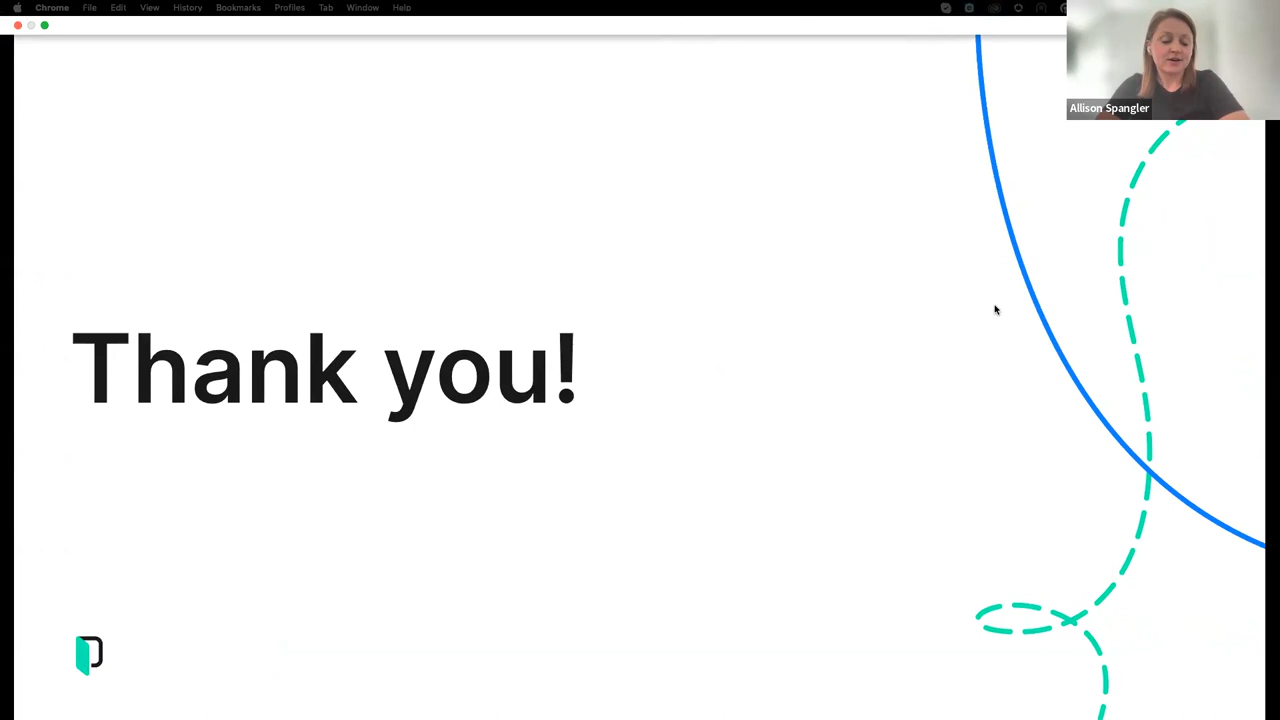 Chrome File Edit View History Bookmarks Profiles Tab Window Help
Allison Spangler
Thank you!